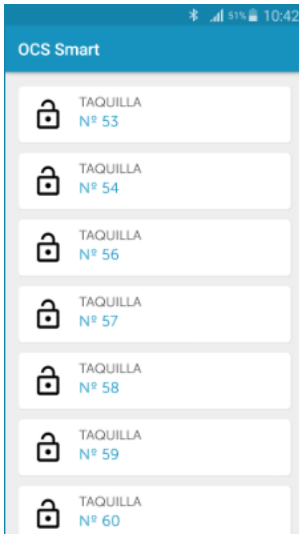 51% 10:42
OCS Smart
TAQUILLA
Nº 53
TAQUILLA
Nº 54
TAQUILLA
Nº 56
TAQUILLA
Nº 57
TAQUILLA
Nº 58
TAQUILLA
Nº 59
TAQUILLA
Nº 60